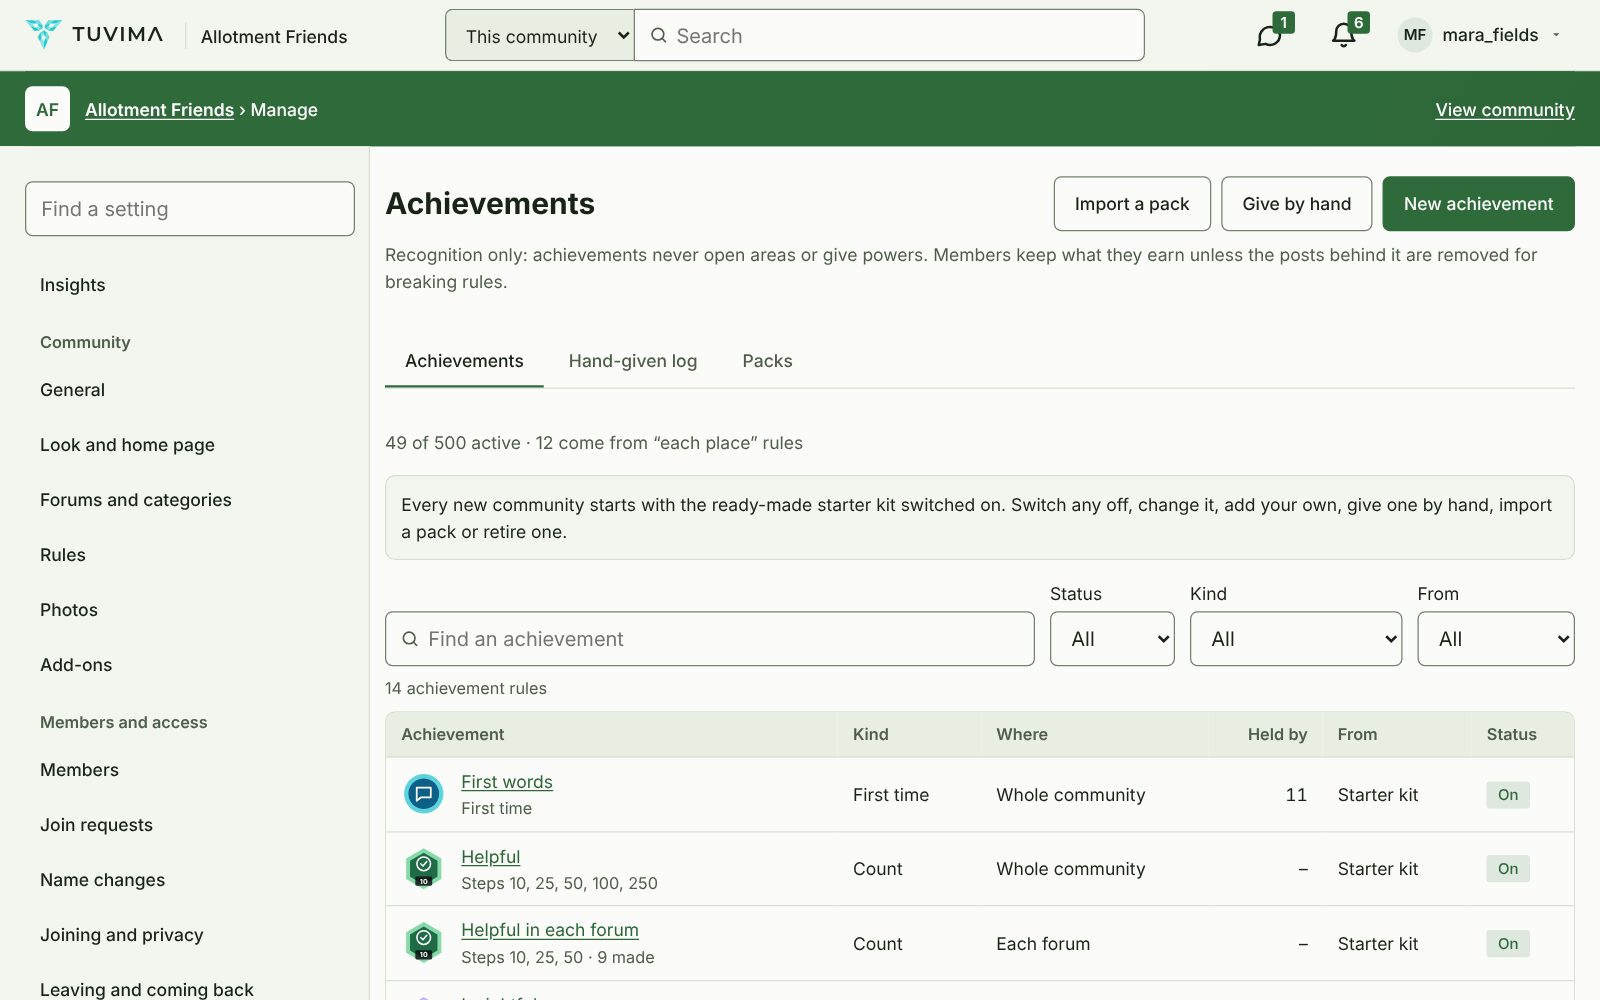 TUVIMA
Allotment Friends
This community
Search
1
6
MF
mara_fields
AF
Allotment Friends › Manage
View community
Find a setting
Insights
Community
General
Look and home page
Forums and categories
Rules
Photos
Add-ons
Members and access
Members
Join requests
Name changes
Joining and privacy
Leaving and coming back
Achievements
Import a pack
Give by hand
New achievement
Recognition only: achievements never open areas or give powers. Members keep what they earn unless the posts behind it are removed for
breaking rules.
Achievements
Hand-given log
Packs
49 of 500 active · 12 come from “each place” rules
Every new community starts with the ready-made starter kit switched on. Switch any off, change it, add your own, give one by hand, import
a pack or retire one.
Status
Kind
From
Find an achievement
All
All
All
14 achievement rules
Achievement Kind Where Held by From Status
First words
First time
First time Whole community 11 Starter kit On
10
Helpful
Steps 10, 25, 50, 100, 250
Count Whole community – Starter kit On
10
Helpful in each forum
Steps 10, 25, 50 · 9 made
Count Each forum – Starter kit On